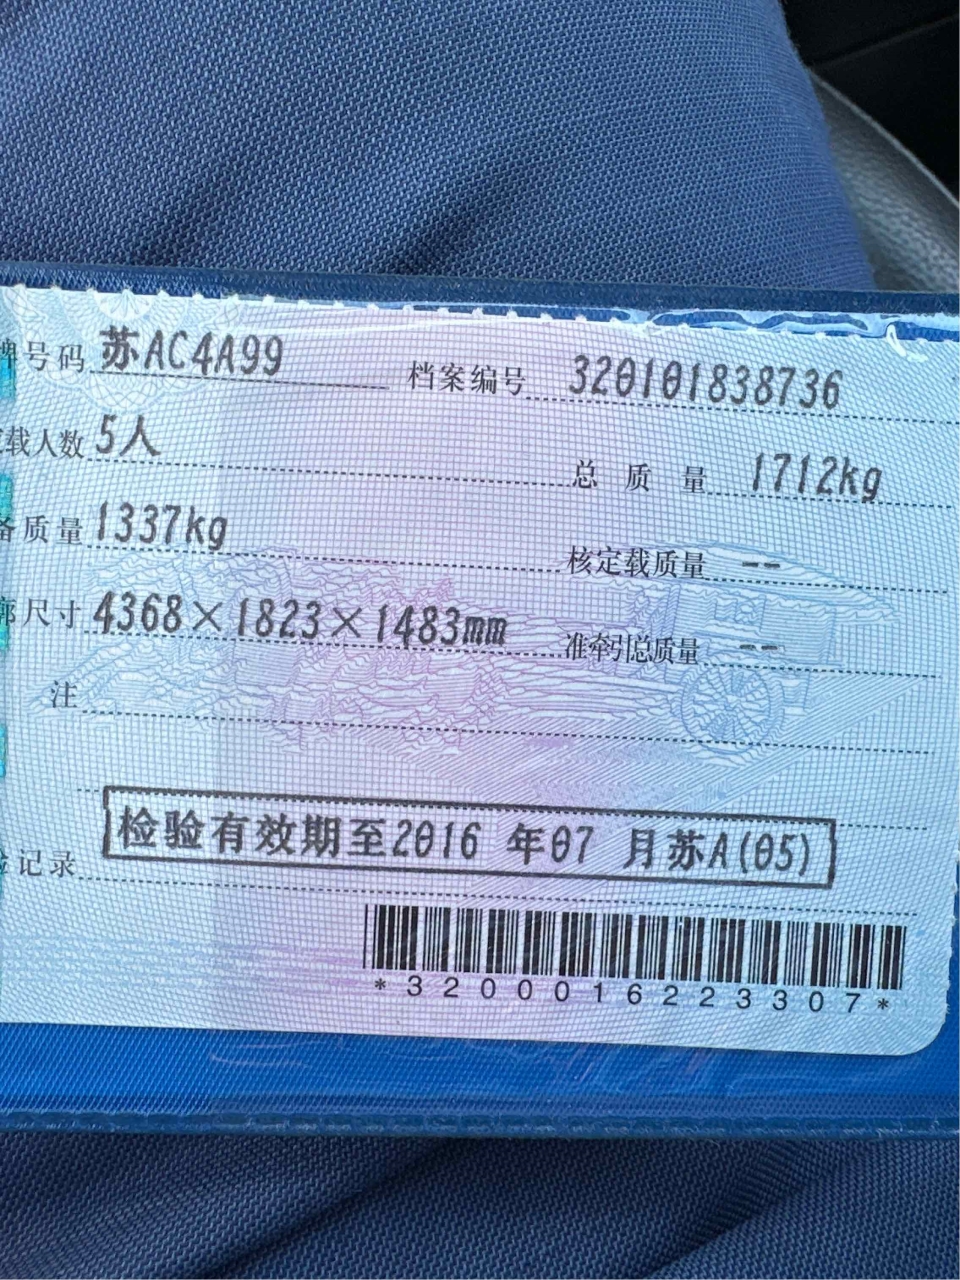 牌号码 苏AC4A99 档案编号 320101838736
定载人数 5人 总质量 1712kg
备质量 1337kg 核定载质量 --
廓尺寸 4368×1823×1483mm 准牵引总质量 --
注
检验有效期至2016 年07 月苏A(05)
验记录
*3200016223307*